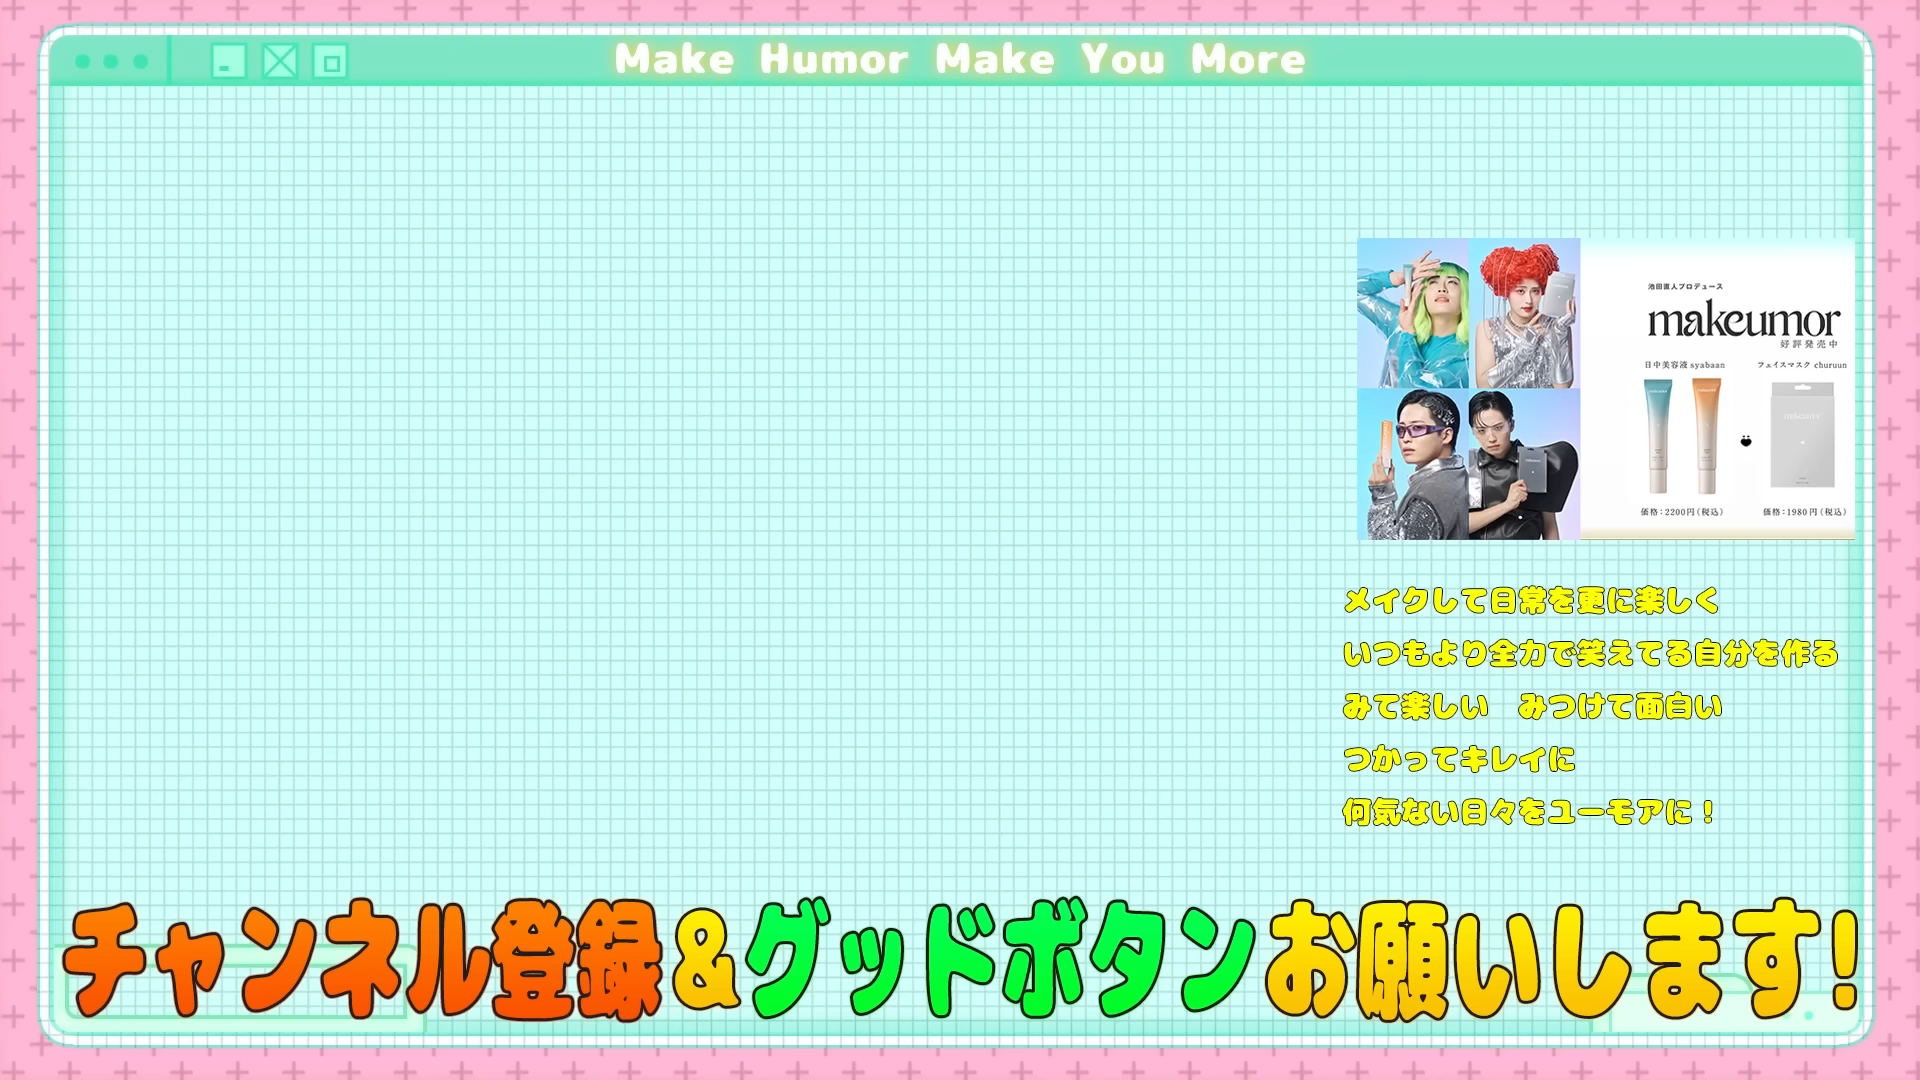 Make Humor Make You More
池田直人プロデュース
makeumor
好評発売中
日中美容液 syabaan
フェイスマスク churuun
価格:2200円(税込)
価格:1980円(税込)
メイクして日常を更に楽しく
いつもより全力で笑えてる自分を作る
みて楽しい　みつけて面白い
つかってキレイに
何気ない日々をユーモアに！
チャンネル登録&グッドボタンお願いします!